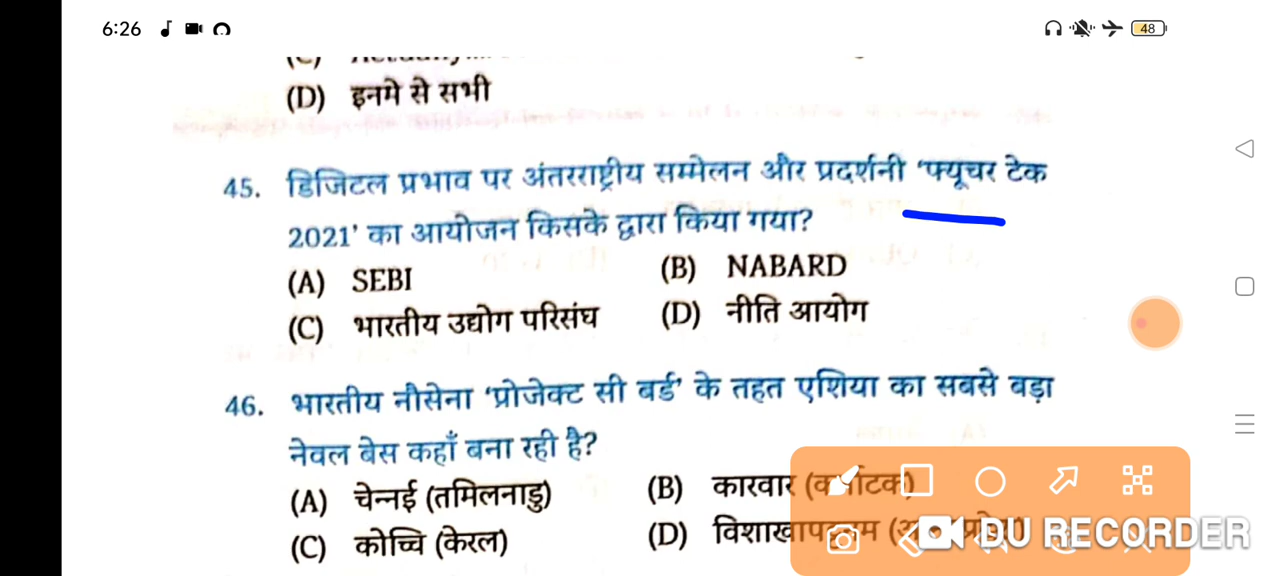 6:26
48
(D) इनमे से सभी
45. डिजिटल प्रभाव पर अंतरराष्ट्रीय सम्मेलन और प्रदर्शनी 'फ्यूचर टेक
2021' का आयोजन किसके द्वारा किया गया?
(A) SEBI (B) NABARD
(C) भारतीय उद्योग परिसंघ (D) नीति आयोग
46. भारतीय नौसेना 'प्रोजेक्ट सी बर्ड' के तहत एशिया का सबसे बड़ा
नेवल बेस कहाँ बना रही है?
(A) चेन्नई (तमिलनाडु) (B) कारवार (कर्नाटक)
(C) कोच्चि (केरल) (D)
DU RECORDER